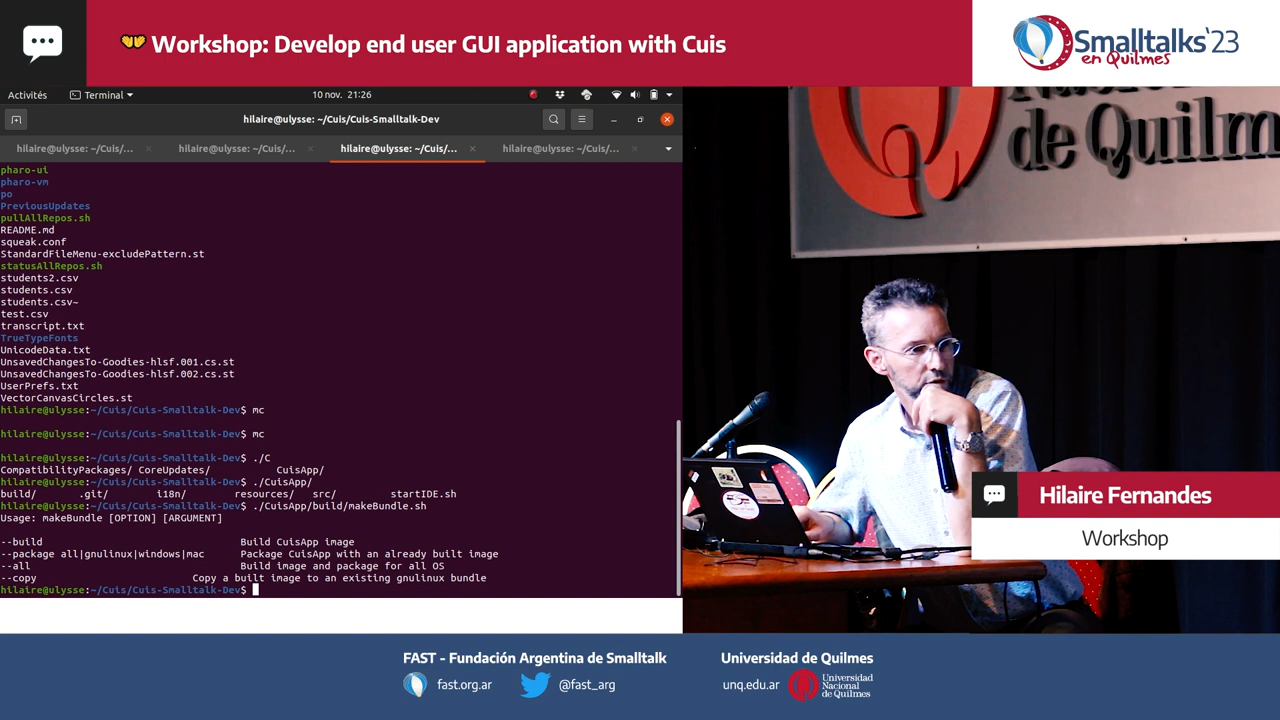 Workshop: Develop end user GUI application with Cuis
Smalltalks'23
en Quilmes
Activités
Terminal
10 nov. 21:26
hilaire@ulysse: ~/Cuis/Cuis-Smalltalk-Dev
hilaire@ulysse: ~/Cuis/...
hilaire@ulysse: ~/Cuis/...
hilaire@ulysse: ~/Cuis/...
hilaire@ulysse: ~/Cuis/...
pharo-ui
pharo-vm
po
PreviousUpdates
pullAllRepos.sh
README.md
squeak.conf
StandardFileMenu-excludePattern.st
statusAllRepos.sh
students2.csv
students.csv
students.csv~
test.csv
transcript.txt
TrueTypeFonts
UnicodeData.txt
UnsavedChangesTo-Goodies-hlsf.001.cs.st
UnsavedChangesTo-Goodies-hlsf.002.cs.st
UserPrefs.txt
VectorCanvasCircles.st
hilaire@ulysse:~/Cuis/Cuis-Smalltalk-Dev$ mc
hilaire@ulysse:~/Cuis/Cuis-Smalltalk-Dev$ mc
hilaire@ulysse:~/Cuis/Cuis-Smalltalk-Dev$ ./C
CompatibilityPackages/ CoreUpdates/ CuisApp/
hilaire@ulysse:~/Cuis/Cuis-Smalltalk-Dev$ ./CuisApp/
build/ .git/ i18n/ resources/ src/ startIDE.sh
hilaire@ulysse:~/Cuis/Cuis-Smalltalk-Dev$ ./CuisApp/build/makeBundle.sh
Usage: makeBundle [OPTION] [ARGUMENT]
--build Build CuisApp image
--package all|gnulinux|windows|mac Package CuisApp with an already built image
--all Build image and package for all OS
--copy Copy a built image to an existing gnulinux bundle
hilaire@ulysse:~/Cuis/Cuis-Smalltalk-Dev$
de Quilm
Hilaire Fernandes
Workshop
FAST - Fundación Argentina de Smalltalk
fast.org.ar
@fast_arg
Universidad de Quilmes
unq.edu.ar
Universidad
Nacional
de Quilmes